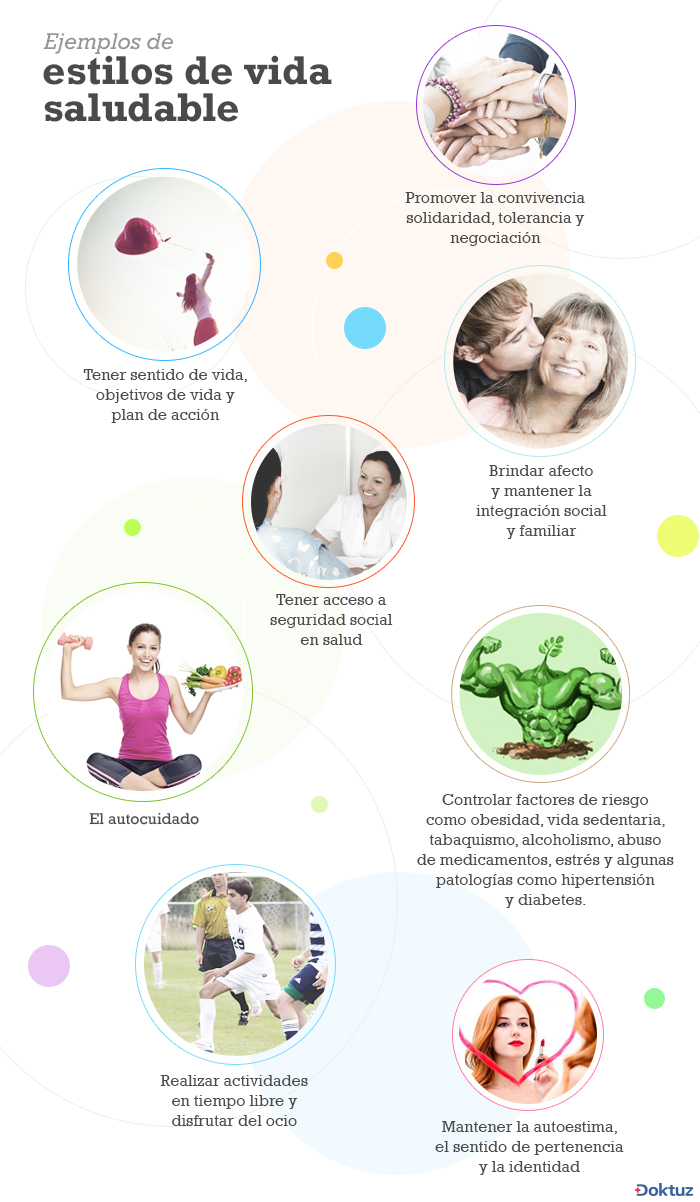 Ejemplos de
estilos de vida
saludable
Promover la convivencia
solidaridad, tolerancia y
negociación
Tener sentido de vida,
objetivos de vida y
plan de acción
Brindar afecto
y mantener la
integración social
y familiar
Tener acceso a
seguridad social
en salud
El autocuidado
Controlar factores de riesgo
como obesidad, vida sedentaria,
tabaquismo, alcoholismo, abuso
de medicamentos, estrés y algunas
patologías como hipertensión
y diabetes.
29
Realizar actividades
en tiempo libre y
disfrutar del ocio
Mantener la autoestima,
el sentido de pertenencia
y la identidad
Doktuz